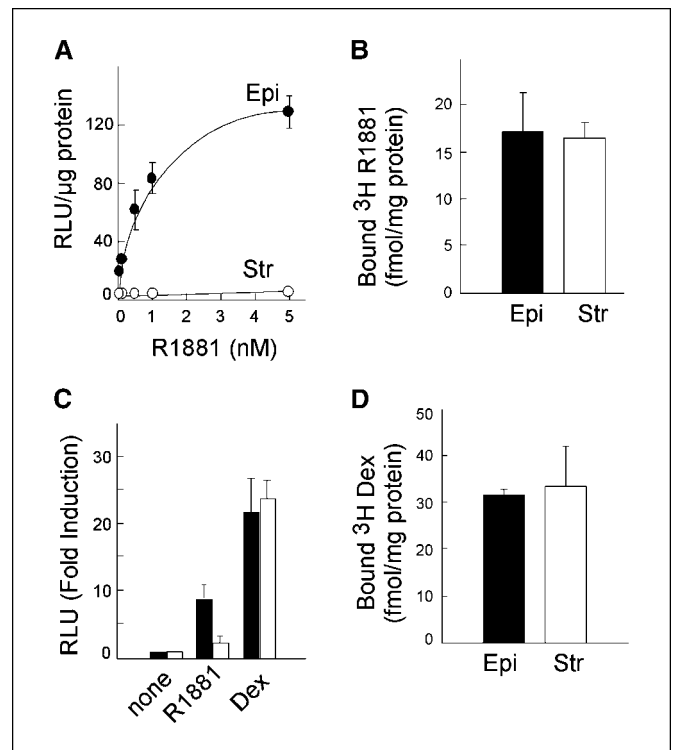 A
RLU/μg protein
120
80
40
0
Epi
Str
0 1 2 3 4 5
R1881 (nM)
B
Bound ³H R1881
(fmol/mg protein)
20
15
10
5
0
Epi Str
C
RLU (Fold Induction)
30
20
10
0
none
R1881
Dex
D
Bound ³H Dex
(fmol/mg protein)
50
40
30
20
10
0
Epi Str